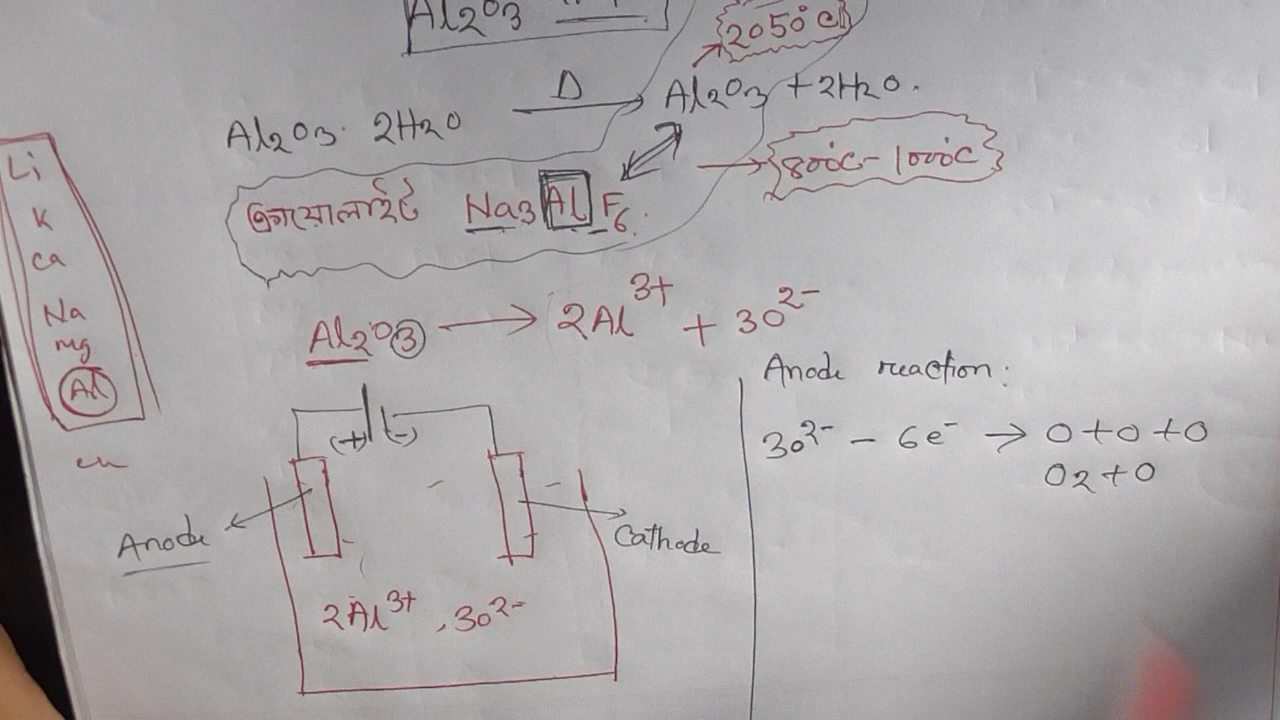 Al₂O₃
2050°C
Al₂O₃. 2H₂O Δ → Al₂O₃ + 2H₂O.
→ 800°C - 1000°C
ক্রায়োলাইট Na₃AlF₆.
Li
K
Ca
Na
Mg
Al
Al₂O₃ → 2Al³⁺ + 3O²⁻
(+) (-)
Anode
Cathode
2Al³⁺, 3O²⁻
Anode reaction:
3O²⁻ - 6e⁻ → O + O + O
O₂ + O